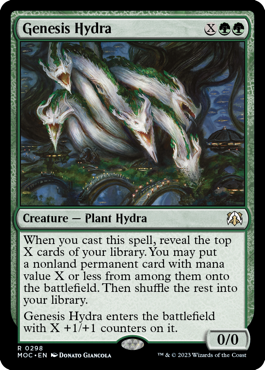 Genesis Hydra X
Creature — Plant Hydra
When you cast this spell, reveal the top
X cards of your library. You may put
a nonland permanent card with mana
value X or less from among them onto
the battlefield. Then shuffle the rest into
your library.
Genesis Hydra enters the battlefield
with X +1/+1 counters on it.
0/0
R 0298
MOC • EN DONATO GIANCOLA
™ & © 2023 Wizards of the Coast